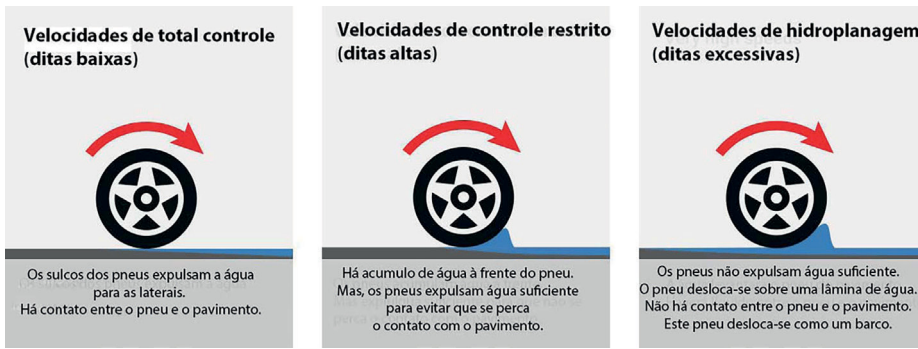 Velocidades de total controle
(ditas baixas)
Os sulcos dos pneus expulsam a água
para as laterais.
Há contato entre o pneu e o pavimento.
Velocidades de controle restrito
(ditas altas)
Há acumulo de água à frente do pneu.
Mas, os pneus expulsam água suficiente
para evitar que se perca
o contato com o pavimento.
Velocidades de hidroplanagem
(ditas excessivas)
Os pneus não expulsam água suficiente.
O pneu desloca-se sobre uma lâmina de água.
Não há contato entre o pneu e o pavimento.
Este pneu desloca-se como um barco.